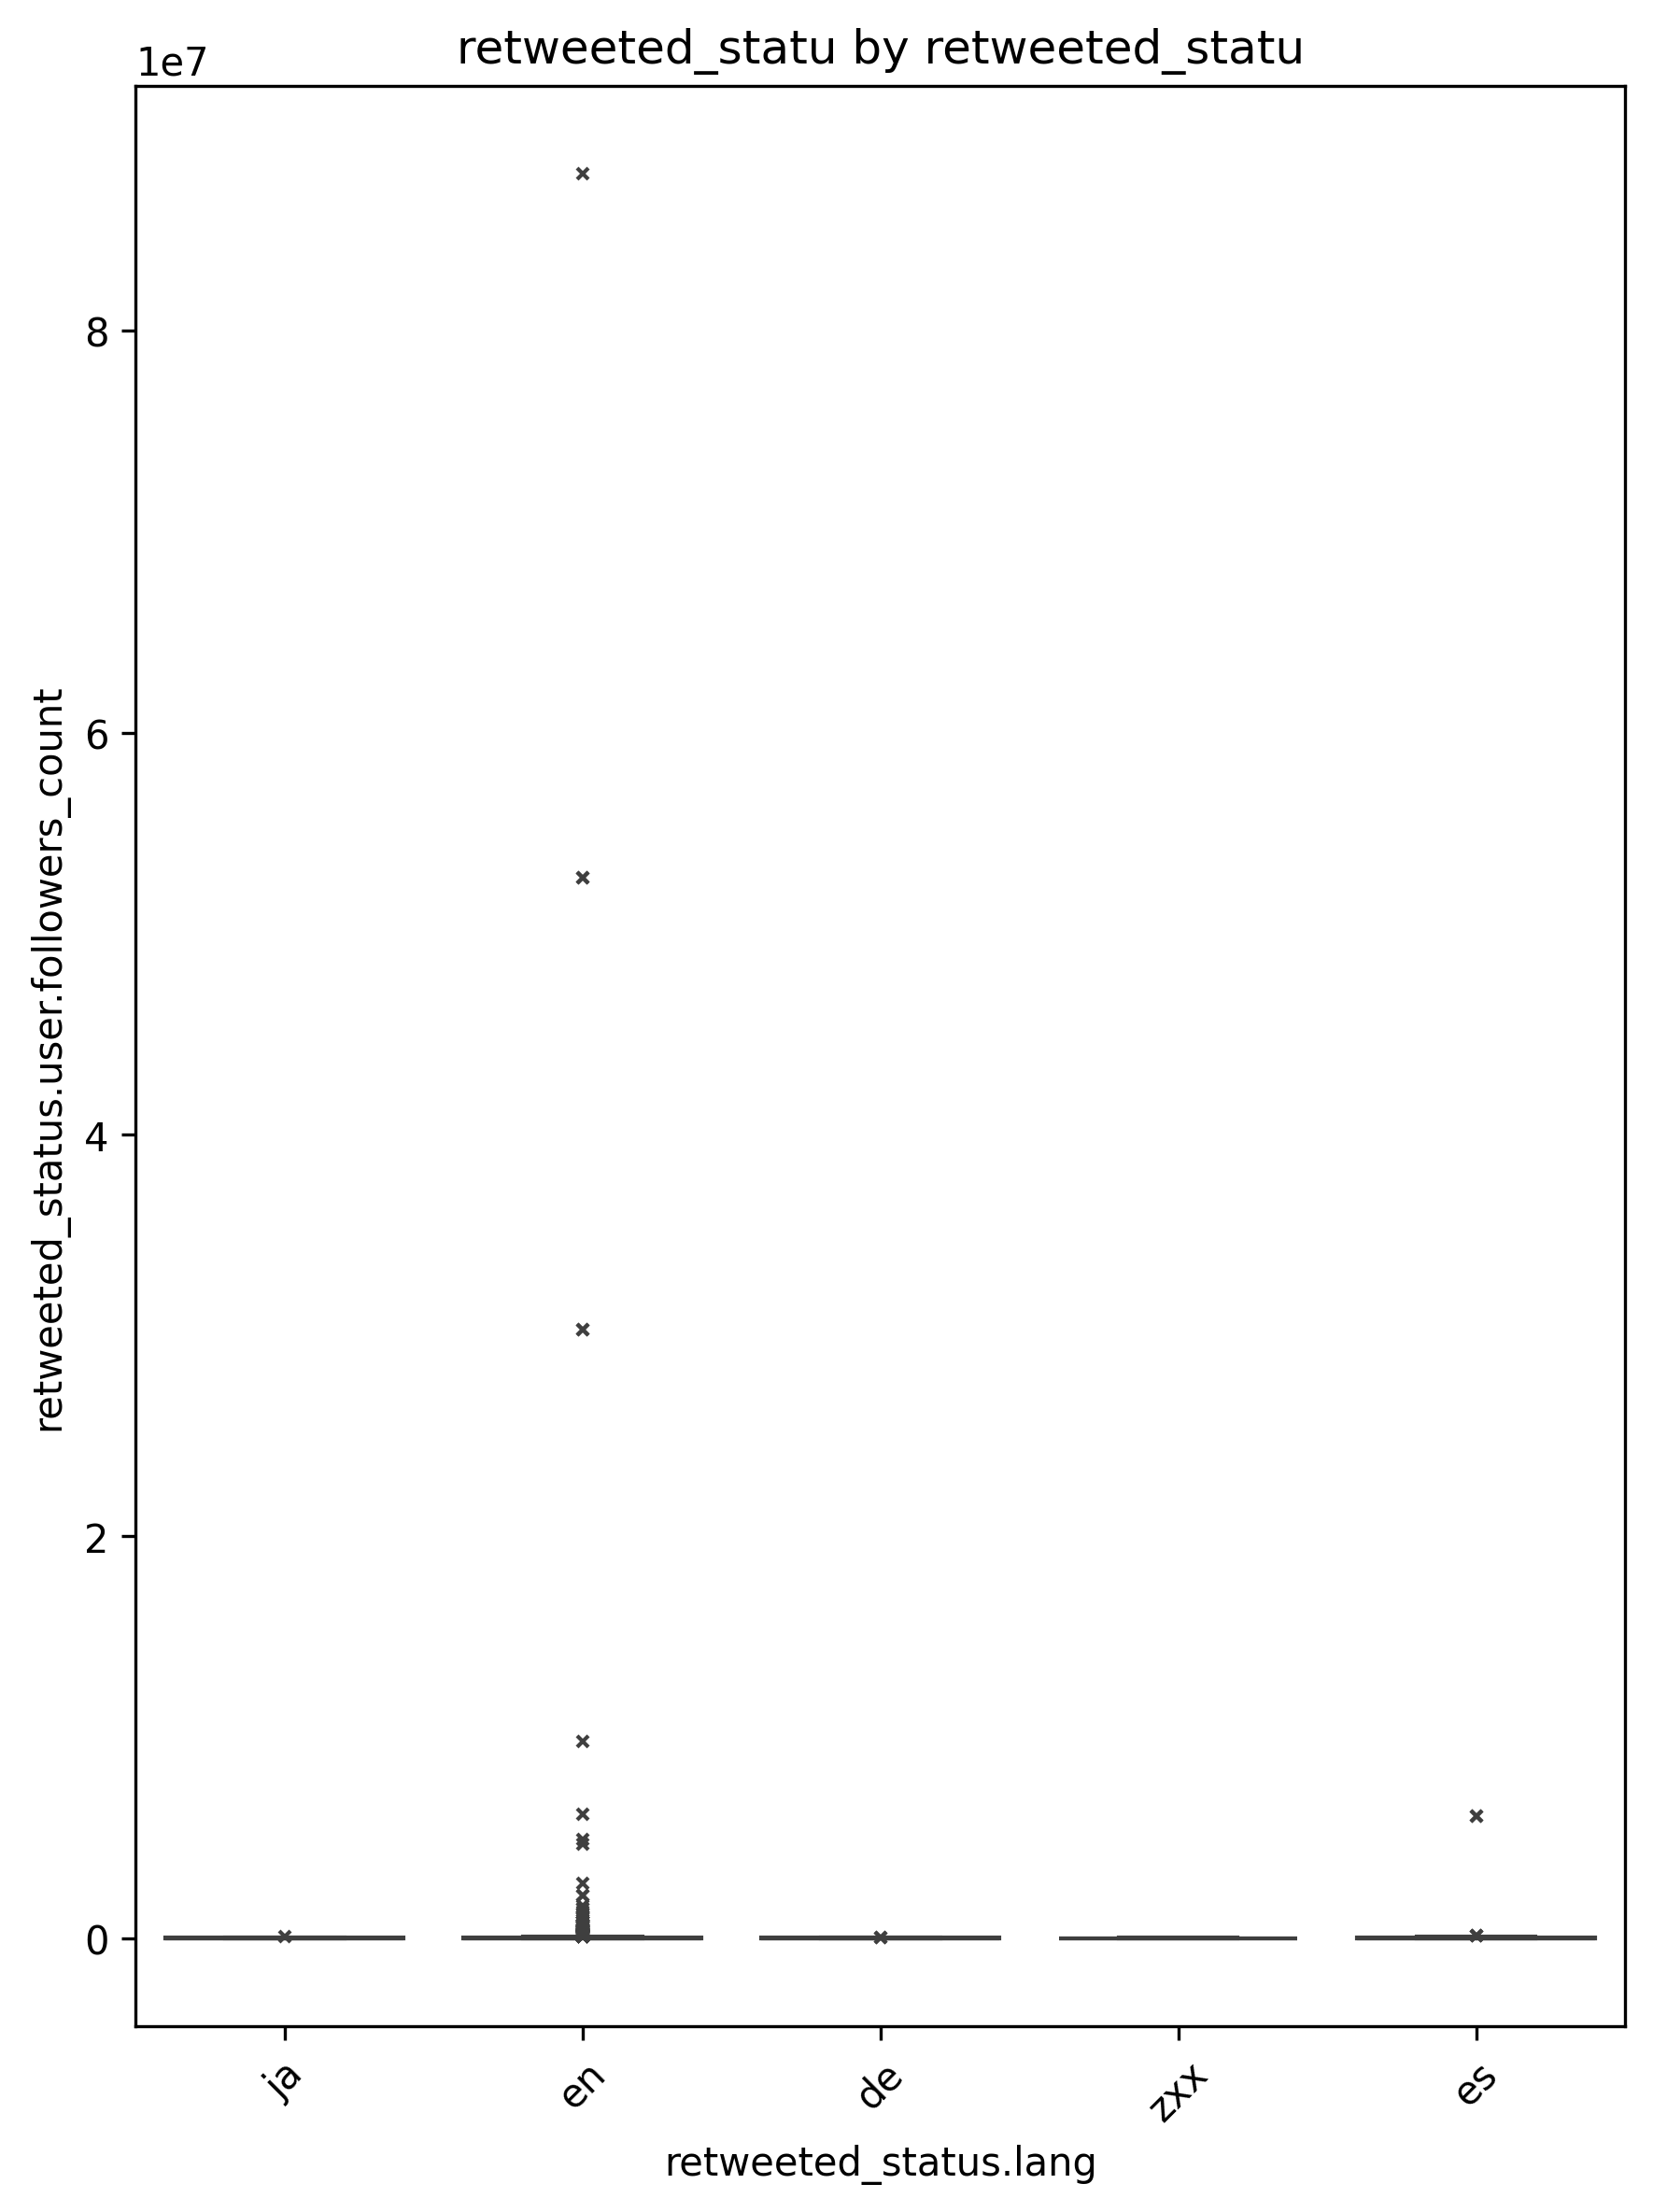 retweeted_statu by retweeted_statu
1e7
8
6
4
2
0
retweeted_status.user.followers_count
ja
en
de
zxx
es
retweeted_status.lang